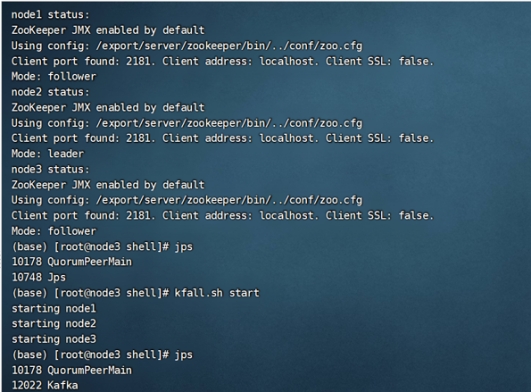 node1 status:
ZooKeeper JMX enabled by default
Using config: /export/server/zookeeper/bin/../conf/zoo.cfg
Client port found: 2181. Client address: localhost. Client SSL: false.
Mode: follower
node2 status:
ZooKeeper JMX enabled by default
Using config: /export/server/zookeeper/bin/../conf/zoo.cfg
Client port found: 2181. Client address: localhost. Client SSL: false.
Mode: leader
node3 status:
ZooKeeper JMX enabled by default
Using config: /export/server/zookeeper/bin/../conf/zoo.cfg
Client port found: 2181. Client address: localhost. Client SSL: false.
Mode: follower
(base) [root@node3 shell]# jps
10178 QuorumPeerMain
10748 Jps
(base) [root@node3 shell]# kfall.sh start
starting node1
starting node2
starting node3
(base) [root@node3 shell]# jps
10178 QuorumPeerMain
12022 Kafka